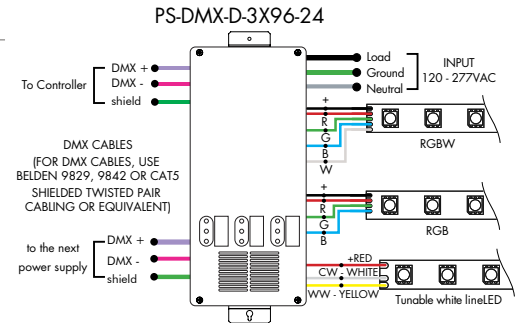 PS-DMX-D-3X96-24
To Controller
DMX +
DMX -
shield
DMX CABLES
(FOR DMX CABLES, USE
BELDEN 9829, 9842 OR CAT5
SHIELDED TWISTED PAIR
CABLING OR EQUIVALENT)
to the next
power supply
DMX +
DMX -
shield
Load
Ground
Neutral
INPUT
120 - 277VAC
+
R
G
B
W
RGBW
+
R
G
B
RGB
+RED
CW - WHITE
WW - YELLOW
Tunable white lineLED